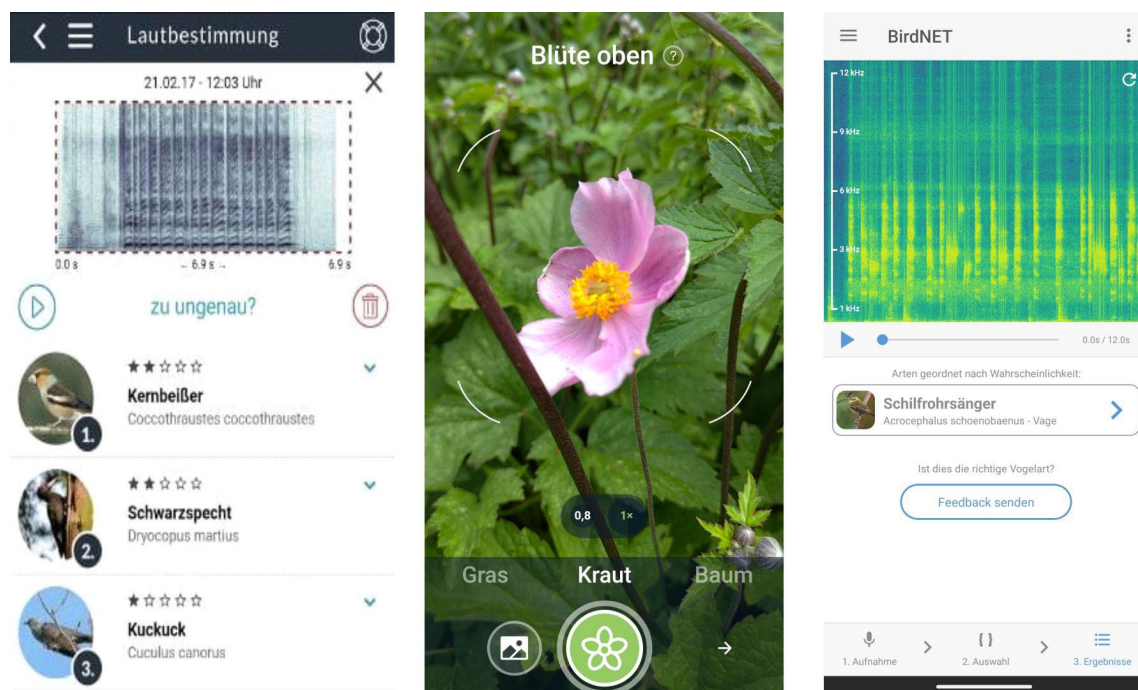 Lautbestimmung
21.02.17 - 12:03 Uhr
0.0 s
6.9 s
6.9 s
zu ungenau?
Kernbeißer
Coccothraustes coccothraustes
1.
Schwarzspecht
Dryocopus martius
2.
Kuckuck
Cuculus canorus
3.
Blüte oben ?
0,8 1×
Gras Kraut Baum
BirdNET
12 kHz
9 kHz
6 kHz
3 kHz
1 kHz
0.0s / 12.0s
Arten geordnet nach Wahrscheinlichkeit:
Schilfrohrsänger
Acrocephalus schoenobaenus - Vage
Ist dies die richtige Vogelart?
Feedback senden
{ }
1. Aufnahme
2. Auswahl
3. Ergebnisse